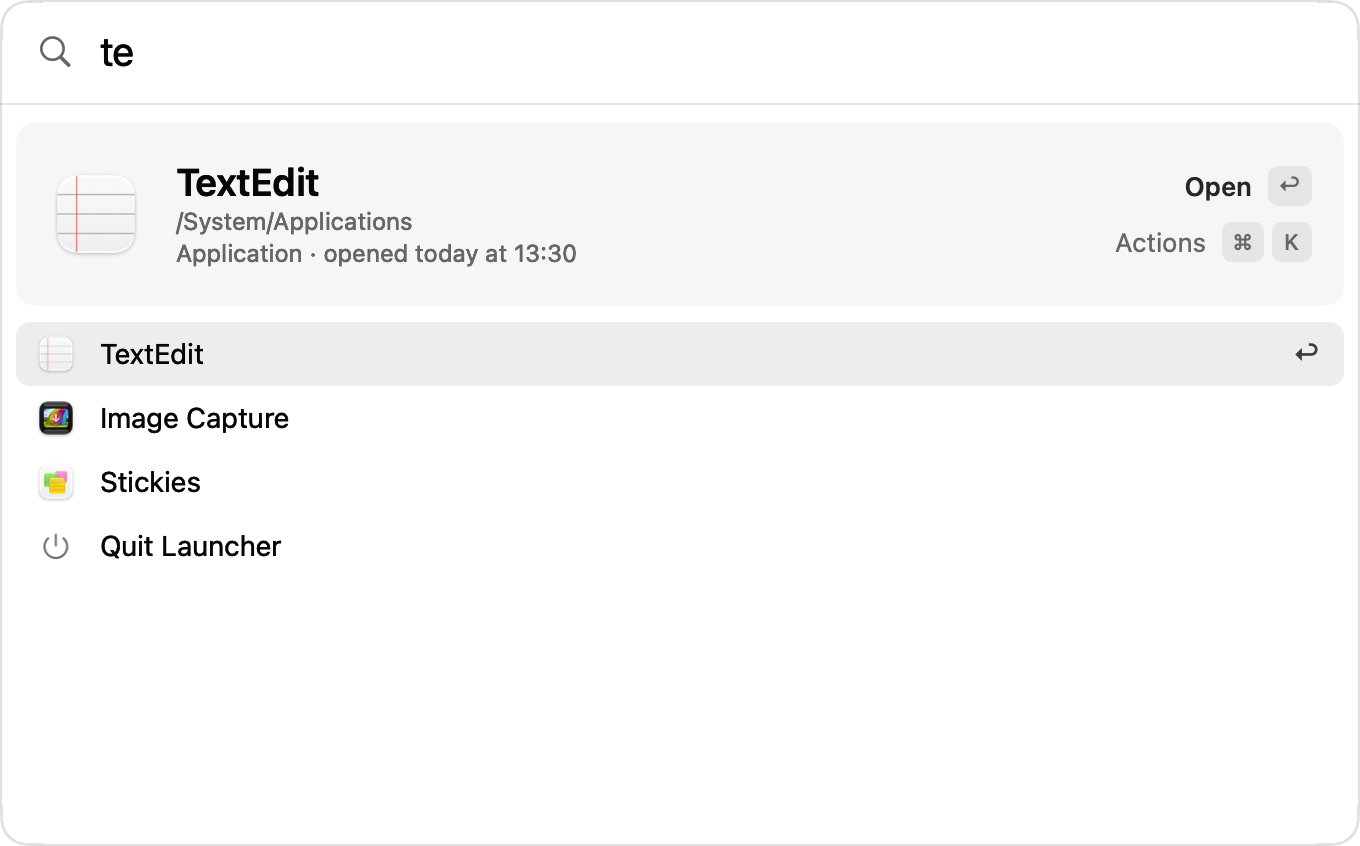 te
TextEdit
/System/Applications
Application · opened today at 13:30
Open ↩
Actions ⌘ K
TextEdit ↩
Image Capture
Stickies
Quit Launcher